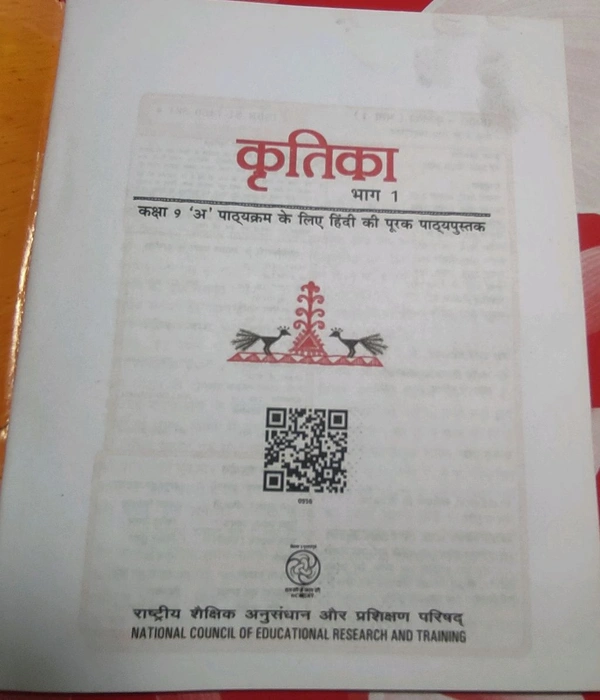 कृतिका
भाग 1
कक्षा 9 'अ' पाठ्यक्रम के लिए हिंदी की पूरक पाठ्यपुस्तक
राष्ट्रीय शैक्षिक अनुसंधान और प्रशिक्षण परिषद्
NATIONAL COUNCIL OF EDUCATIONAL RESEARCH AND TRAINING